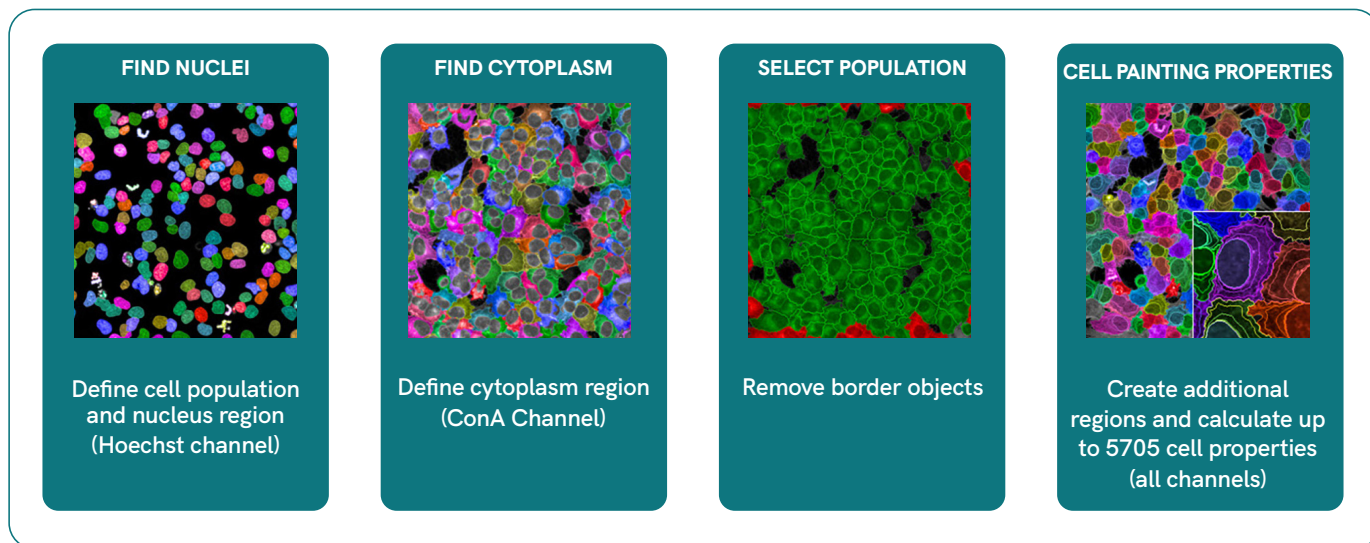 FIND NUCLEI
Define cell population
and nucleus region
(Hoechst channel)
FIND CYTOPLASM
Define cytoplasm region
(ConA Channel)
SELECT POPULATION
Remove border objects
CELL PAINTING PROPERTIES
Create additional
regions and calculate up
to 5705 cell properties
(all channels)